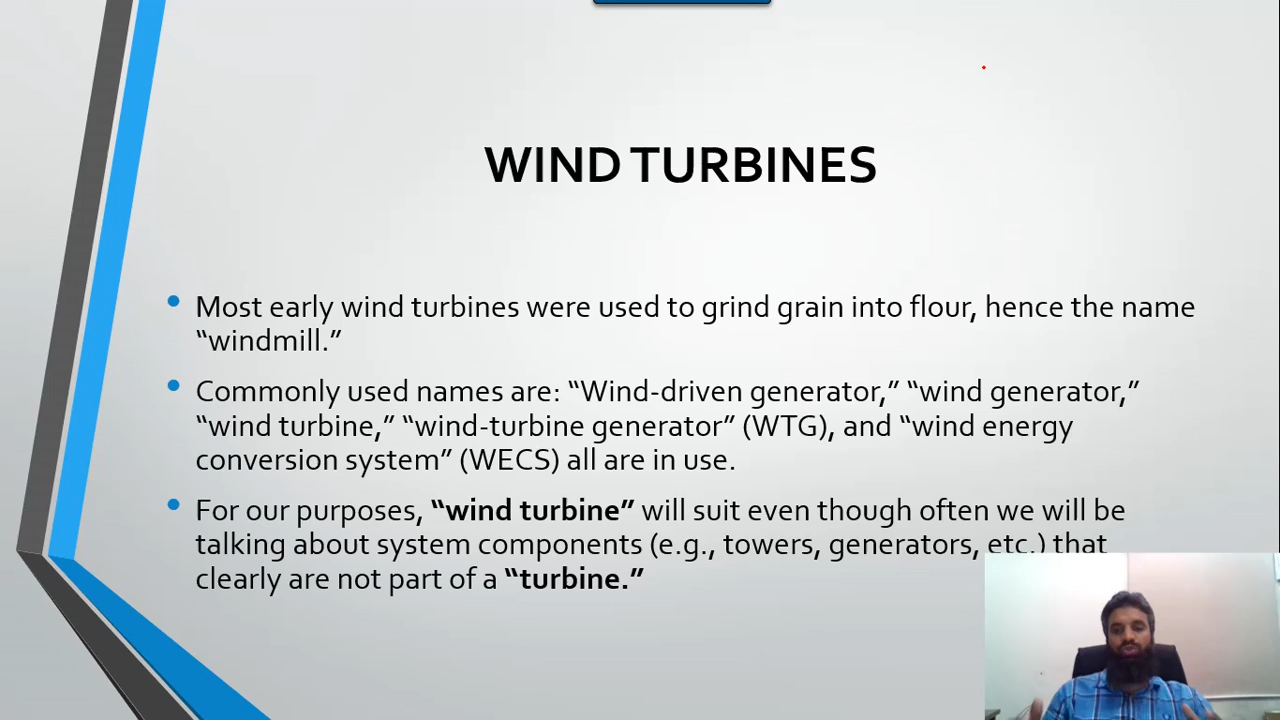 WIND TURBINES
Most early wind turbines were used to grind grain into flour, hence the name
“windmill.”
Commonly used names are: “Wind-driven generator,” “wind generator,”
“wind turbine,” “wind-turbine generator” (WTG), and “wind energy
conversion system” (WECS) all are in use.
For our purposes, “wind turbine” will suit even though often we will be
talking about system components (e.g., towers, generators, etc.) that
clearly are not part of a “turbine.”